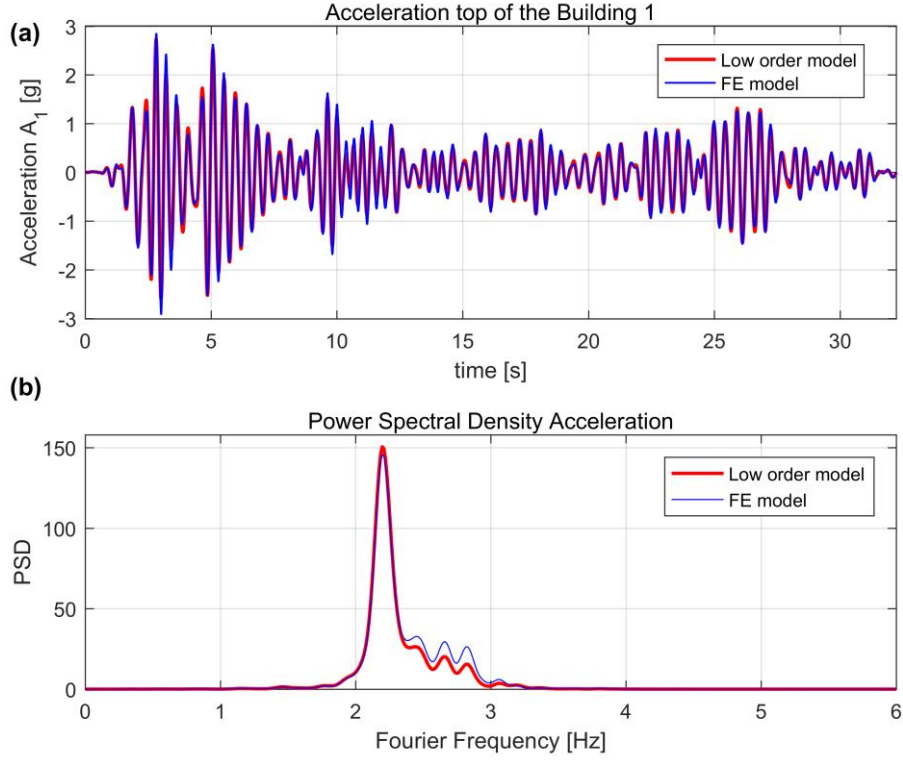 (a)
Acceleration top of the Building 1
Acceleration A_1 [g]
3
2
1
0
-1
-2
-3
Low order model
FE model
0 5 10 15 20 25 30
time [s]
(b)
Power Spectral Density Acceleration
PSD
150
100
50
0
Low order model
FE model
0 1 2 3 4 5 6
Fourier Frequency [Hz]